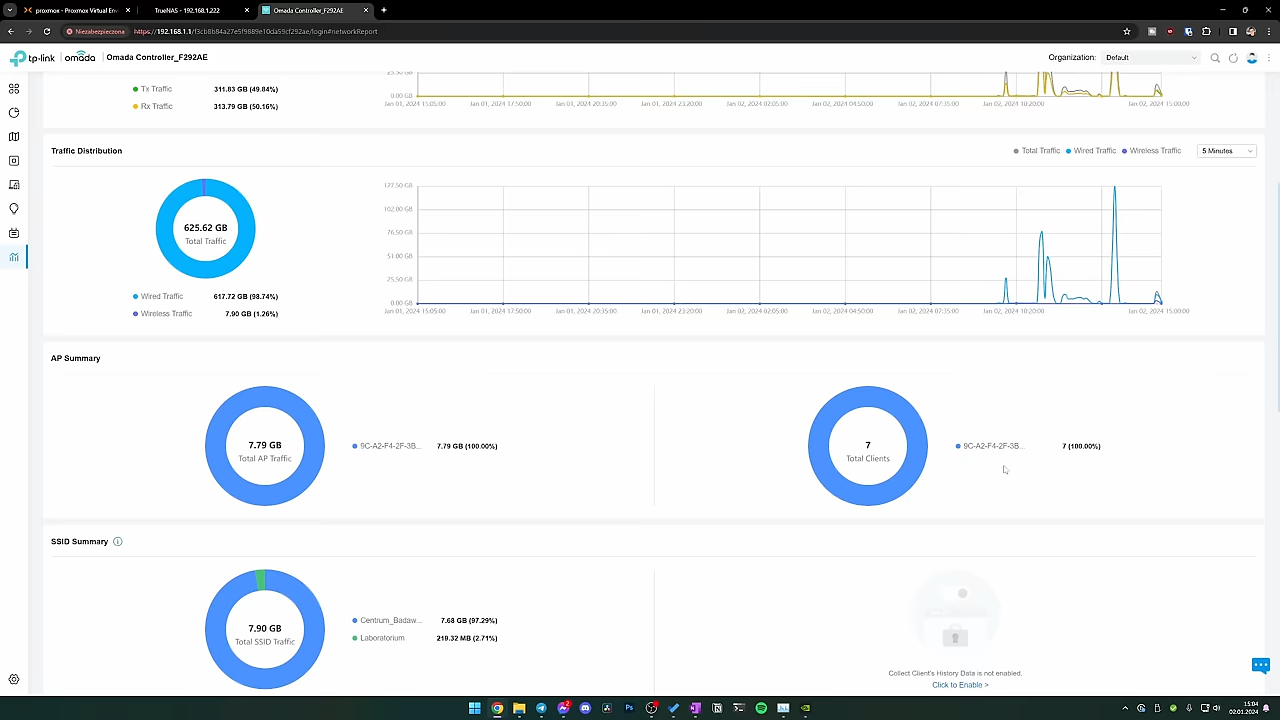 proxmox - Proxmox Virtual Env
TrueNAS - 192.168.1.222
Omada Controller_F292AE
Niezabezpieczona
https://192.168.1.1/f3cb8b84a27e5f9889e10da59cf292ae/login#networkReport
tp-link | omada Omada Controller_F292AE
Organization: Default
Tx Traffic 311.83 GB (49.84%)
Rx Traffic 313.79 GB (50.16%)
25.50 GB
0.00 GB
Jan 01, 2024 15:05:00 Jan 01, 2024 17:50:00 Jan 01, 2024 20:35:00 Jan 01, 2024 23:20:00 Jan 02, 2024 02:05:00 Jan 02, 2024 04:50:00 Jan 02, 2024 07:35:00 Jan 02, 2024 10:20:00 Jan 02, 2024 15:00:00
Traffic Distribution
Total Traffic Wired Traffic Wireless Traffic 5 Minutes
625.62 GB
Total Traffic
Wired Traffic 617.72 GB (98.74%)
Wireless Traffic 7.90 GB (1.26%)
127.50 GB
102.00 GB
76.50 GB
51.00 GB
25.50 GB
0.00 GB
Jan 01, 2024 15:05:00 Jan 01, 2024 17:50:00 Jan 01, 2024 20:35:00 Jan 01, 2024 23:20:00 Jan 02, 2024 02:05:00 Jan 02, 2024 04:50:00 Jan 02, 2024 07:35:00 Jan 02, 2024 10:20:00 Jan 02, 2024 15:00:00
AP Summary
7.79 GB
Total AP Traffic
9C-A2-F4-2F-3B... 7.79 GB (100.00%)
7
Total Clients
9C-A2-F4-2F-3B... 7 (100.00%)
SSID Summary
7.90 GB
Total SSID Traffic
Centrum_Badaw... 7.68 GB (97.29%)
Laboratorium 219.32 MB (2.71%)
Collect Client's History Data is not enabled.
Click to Enable >
15:04
02.01.2024